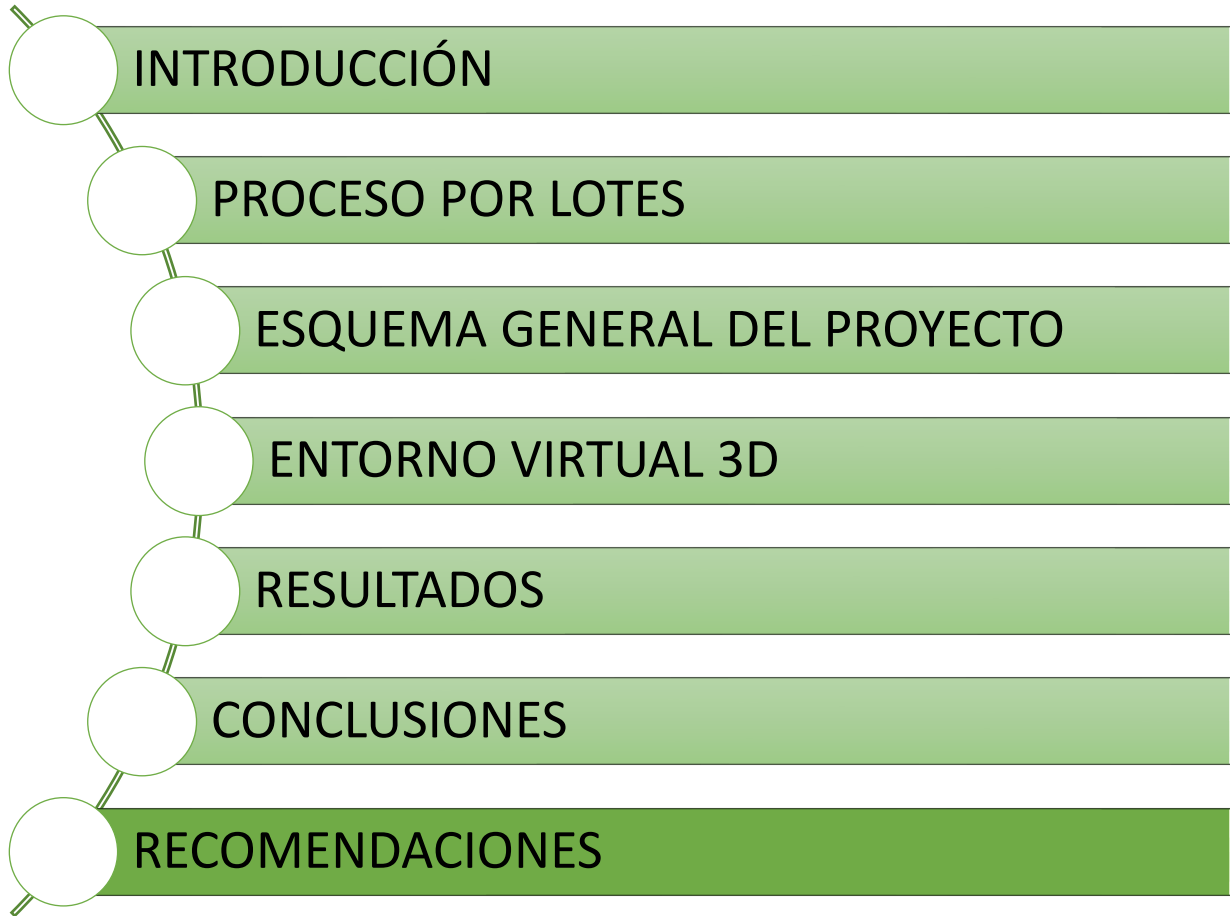 INTRODUCCIÓN
PROCESO POR LOTES
ESQUEMA GENERAL DEL PROYECTO
ENTORNO VIRTUAL 3D
RESULTADOS
CONCLUSIONES
RECOMENDACIONES